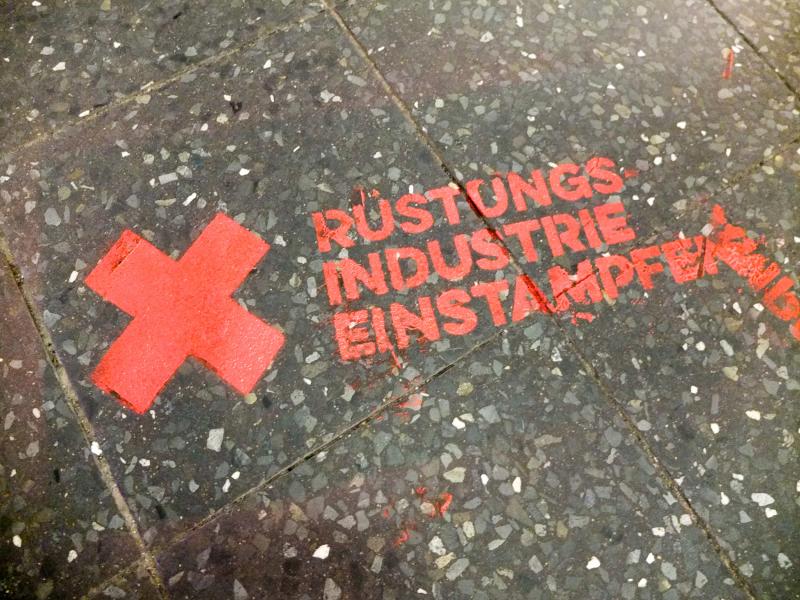 RÜSTUNGS-
INDUSTRIE
EINSTAMPFEN